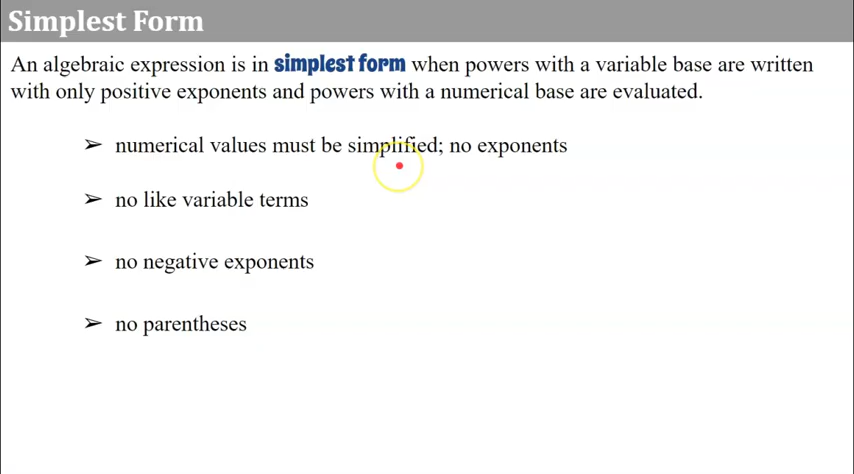 Simplest Form
An algebraic expression is in simplest form when powers with a variable base are written
with only positive exponents and powers with a numerical base are evaluated.
➢ numerical values must be simplified; no exponents
➢ no like variable terms
➢ no negative exponents
➢ no parentheses